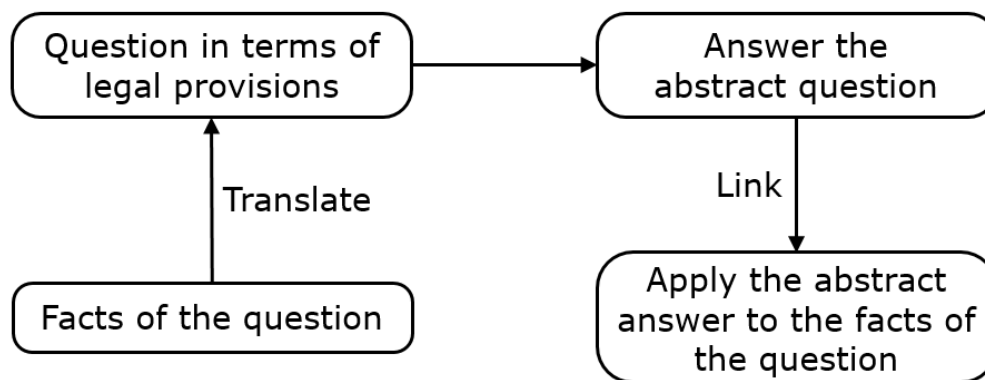 Question in terms of
legal provisions
Answer the
abstract question
Translate
Link
Facts of the question
Apply the abstract
answer to the facts of
the question